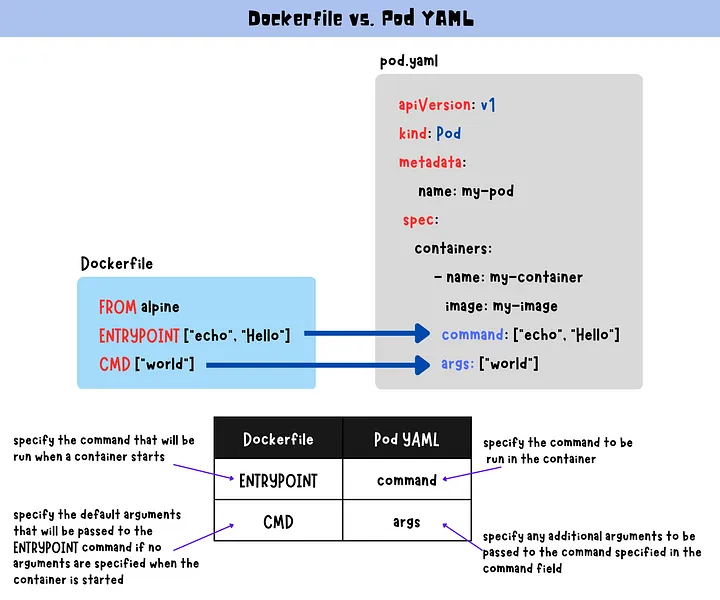 Dockerfile vs. Pod YAML
pod.yaml
apiVersion: v1
kind: Pod
metadata:
name: my-pod
spec:
containers:
- name: my-container
image: my-image
command: ["echo", "Hello"]
args: ["world"]
Dockerfile
FROM alpine
ENTRYPOINT ["echo", "Hello"]
CMD ["world"]
Dockerfile Pod YAML
ENTRYPOINT command
CMD args
specify the command that will be
run when a container starts
specify the default arguments
that will be passed to the
ENTRYPOINT command if no
arguments are specified when the
container is started
specify the command to be
run in the container
specify any additional arguments to be
passed to the command specified in the
command field